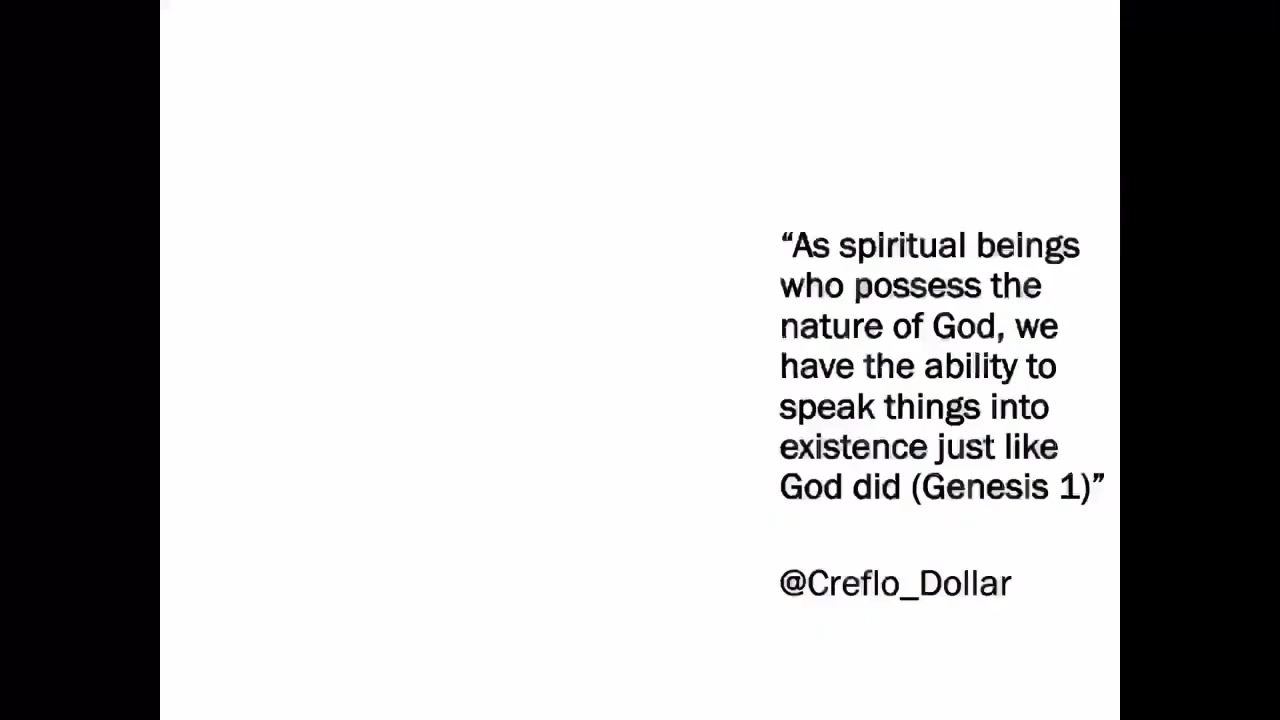 “As spiritual beings
who possess the
nature of God, we
have the ability to
speak things into
existence just like
God did (Genesis 1)”
@Creflo_Dollar